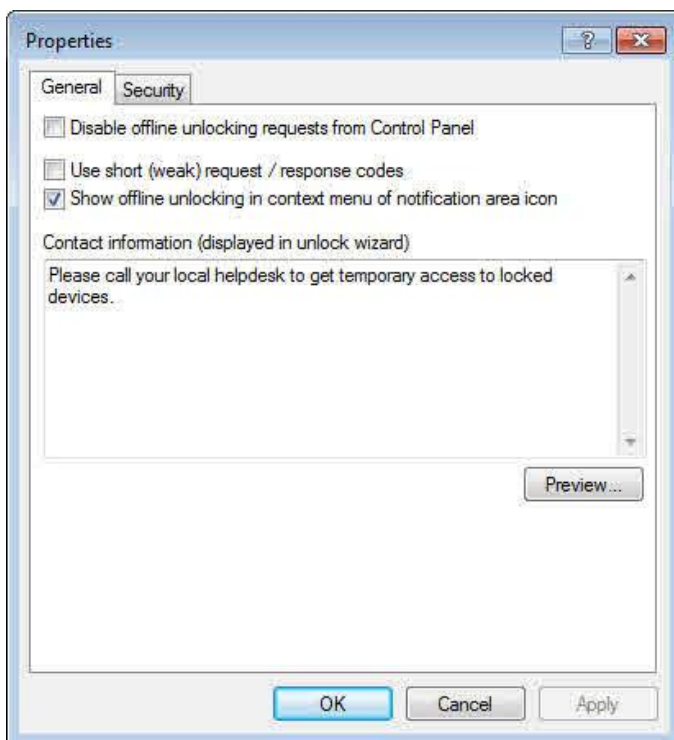 Properties
General Security
Disable offline unlocking requests from Control Panel
Use short (weak) request / response codes
Show offline unlocking in context menu of notification area icon
Contact information (displayed in unlock wizard)
Please call your local helpdesk to get temporary access to locked
devices.
Preview...
OK Cancel Apply